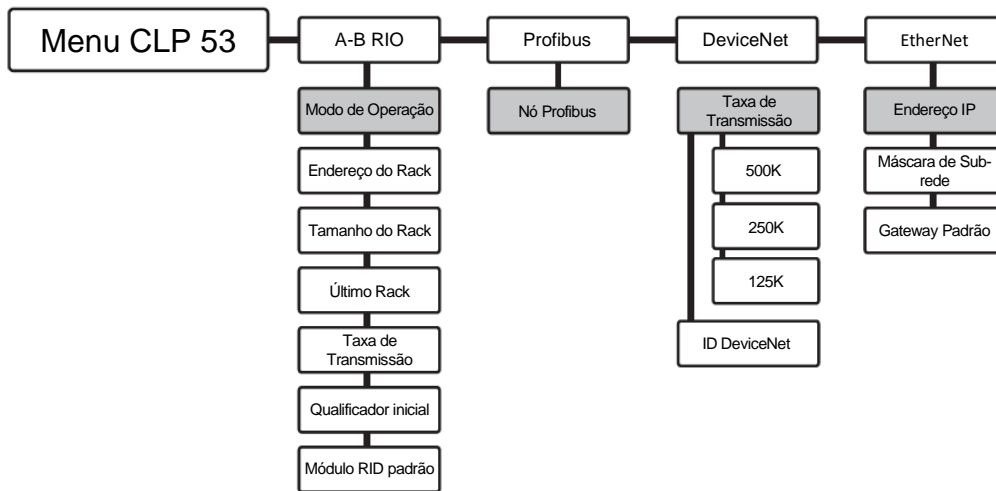 Menu CLP 53
A-B RIO
Profibus
DeviceNet
EtherNet
Modo de Operação
Endereço do Rack
Tamanho do Rack
Último Rack
Taxa de
Transmissão
Qualificador inicial
Módulo RID padrão
Nó Profibus
Taxa de
Transmissão
500K
250K
125K
ID DeviceNet
Endereço IP
Máscara de Sub-
rede
Gateway Padrão